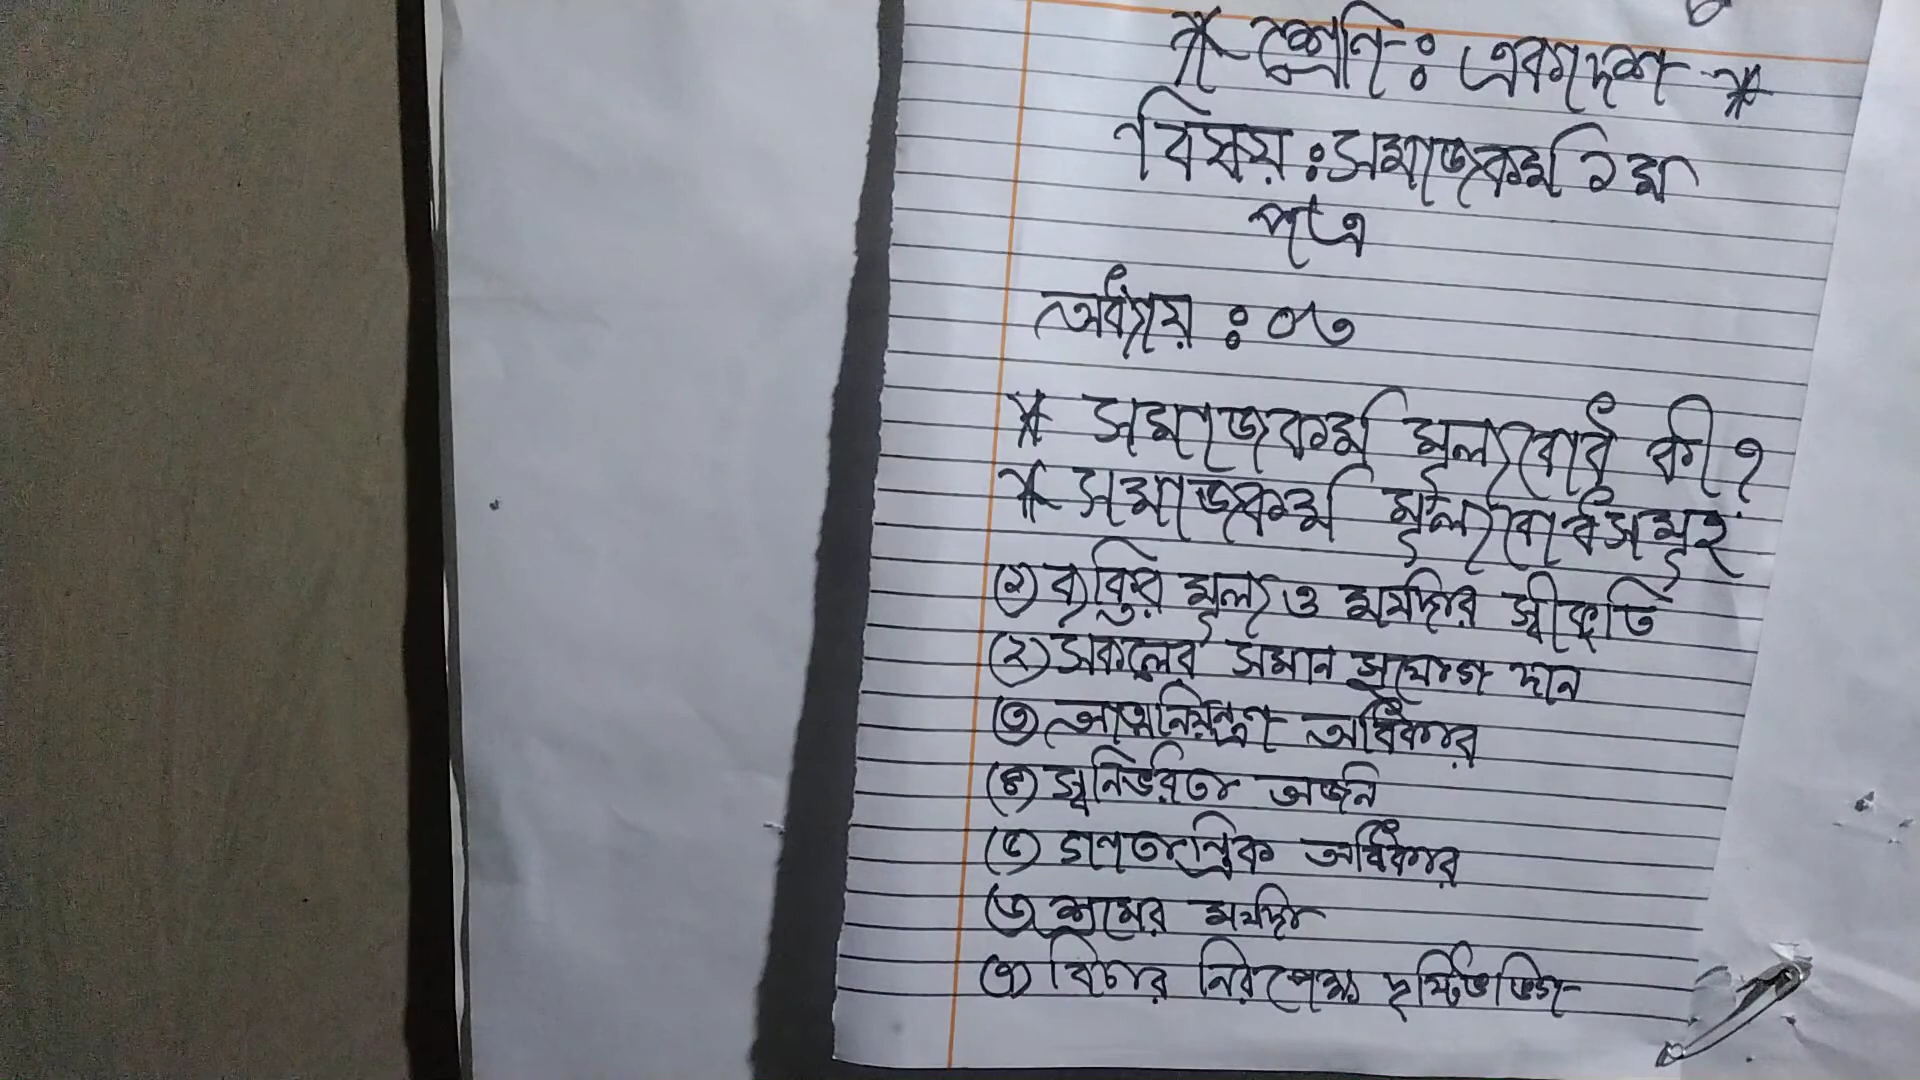 * শ্রেণি : একাদশ *
বিষয় : সমাজকর্ম ১ম
পত্র
অধ্যায় : ০৩
* সমাজকর্ম মূল্যবোধ কী?
* সমাজকর্ম মূল্যবোধসমূহ
(১) ব্যক্তির মূল্য ও মর্যাদার স্বীকৃতি
(২) সকলের সমান সুযোগ দান
(৩) আত্মনিয়ন্ত্রণ অধিকার
(৪) স্বনির্ভরতা অর্জন
(৫) গণতান্ত্রিক অধিকার
(৬) শ্রমের মর্যাদা
(৭) বিচার নিরপেক্ষ দৃষ্টিভঙ্গি